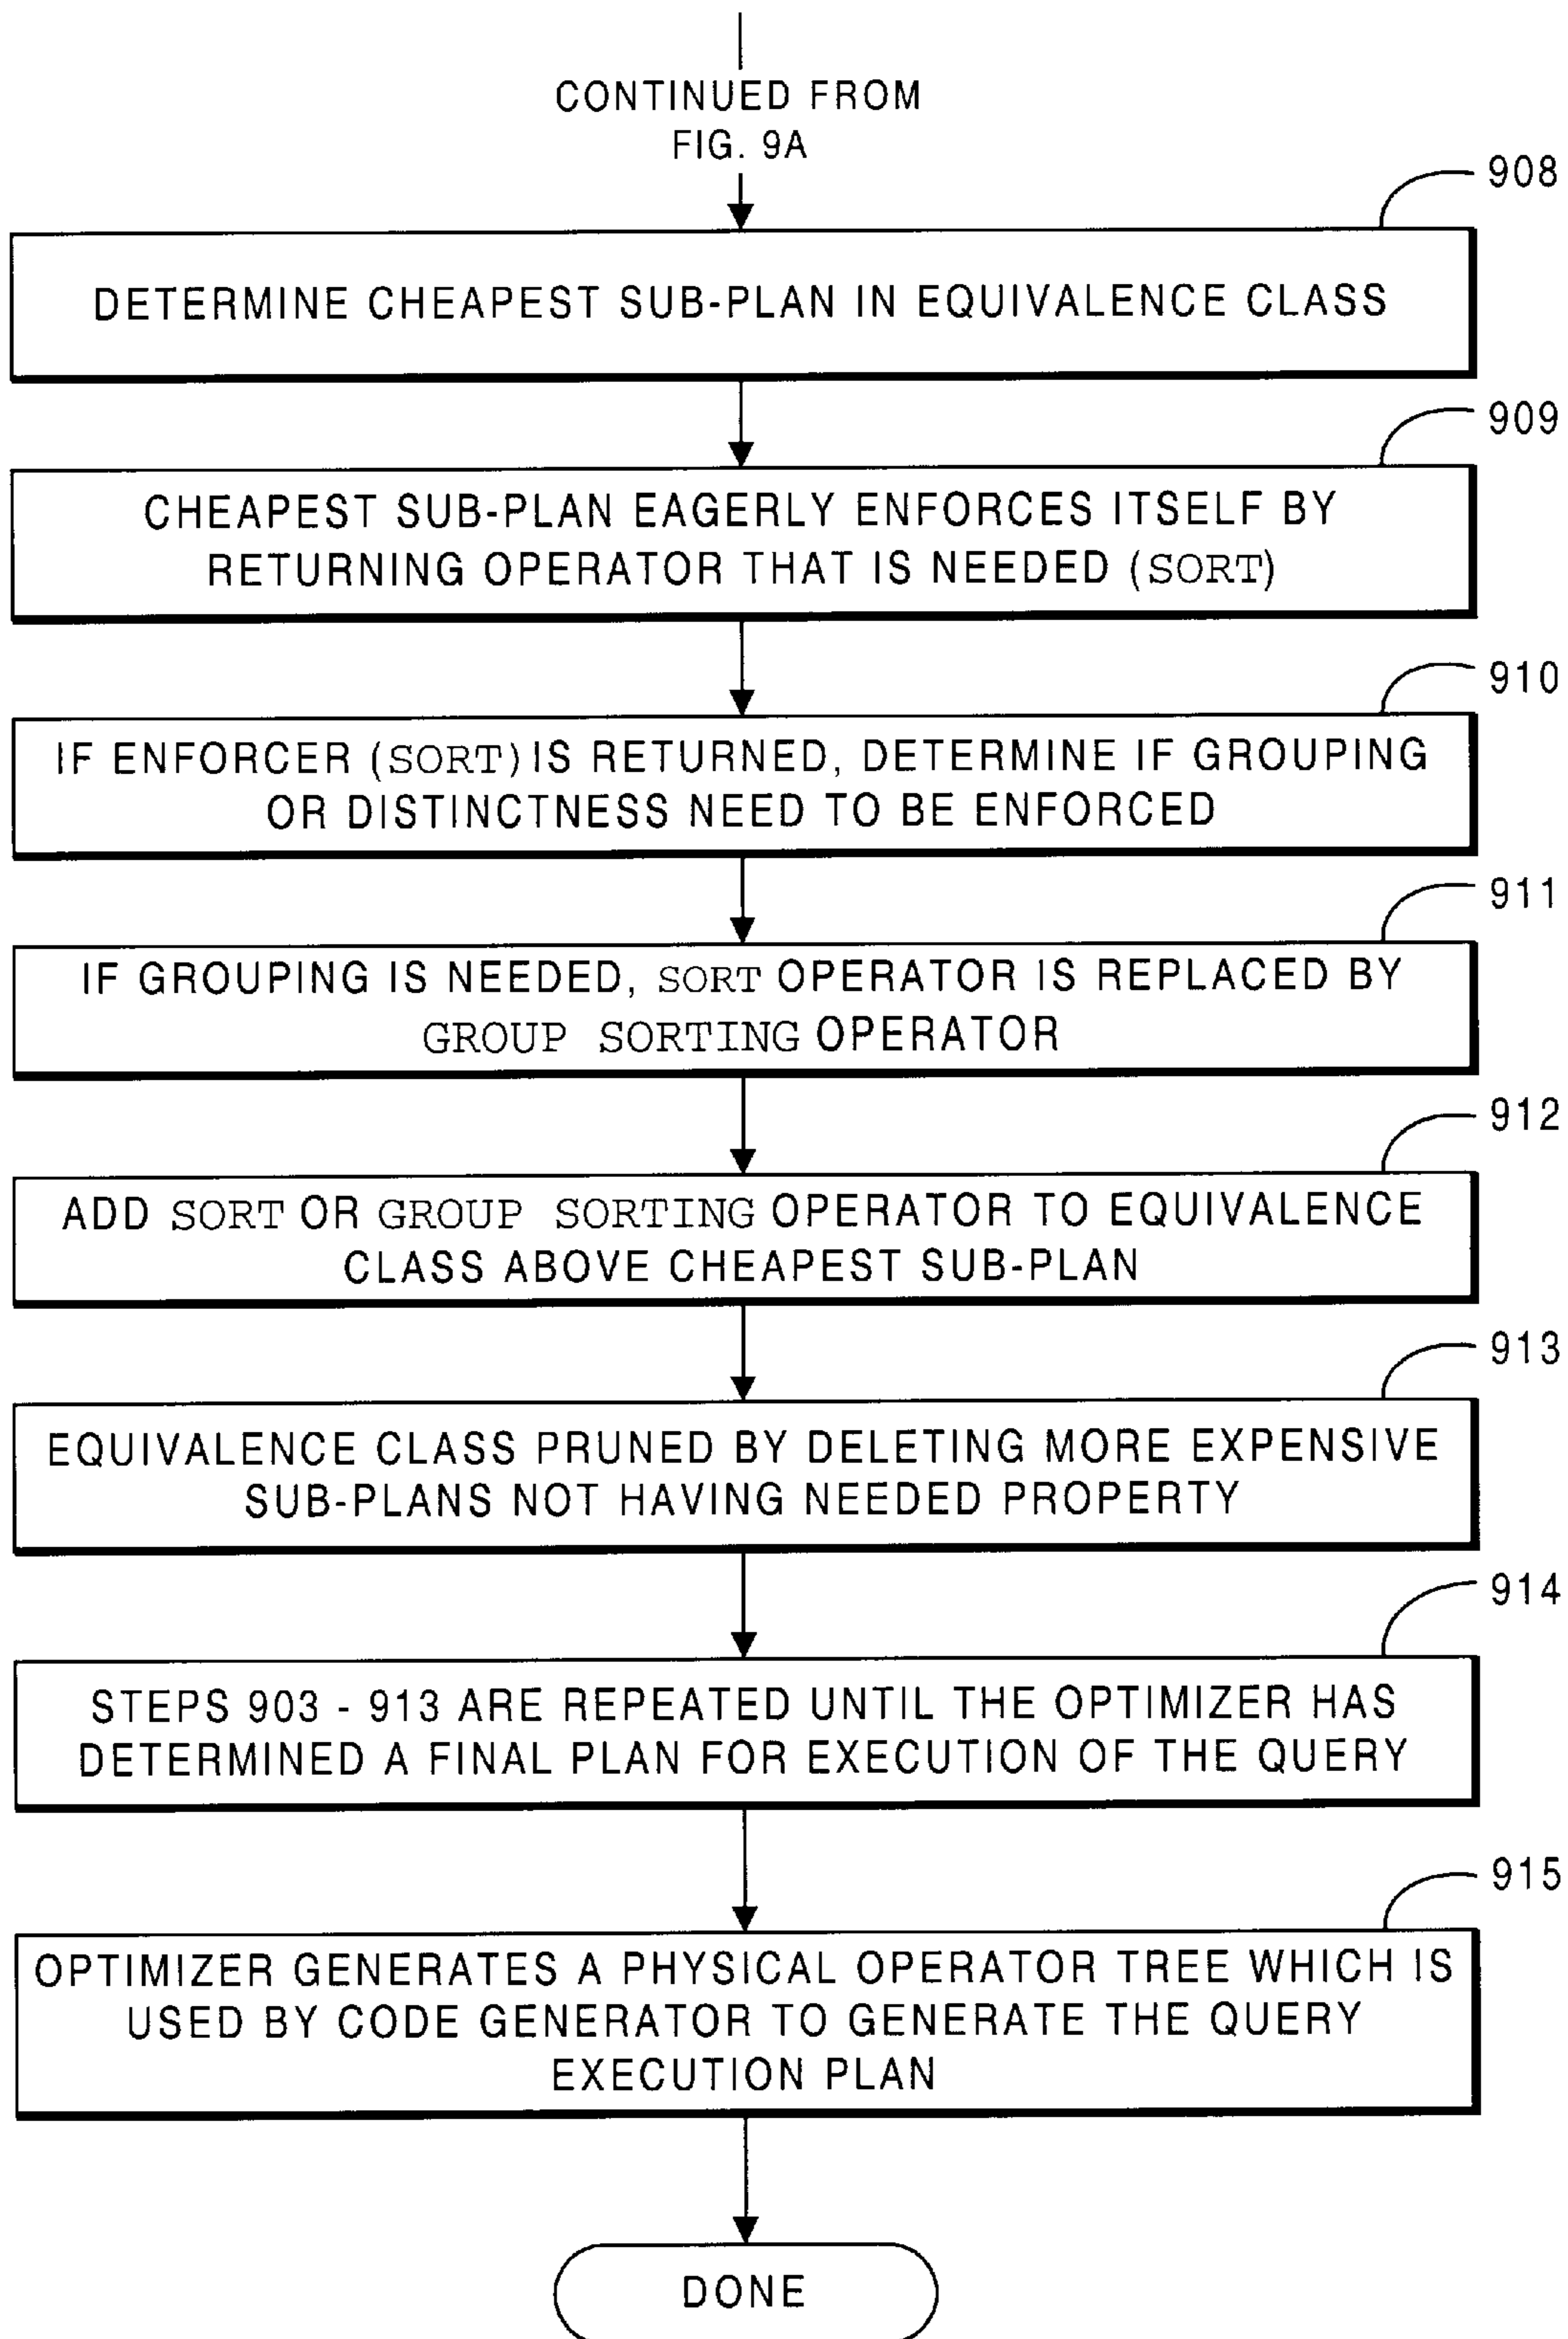 CONTINUED FROM
FIG. 9A
908
DETERMINE CHEAPEST SUB-PLAN IN EQUIVALENCE CLASS
909
CHEAPEST SUB-PLAN EAGERLY ENFORCES ITSELF BY
RETURNING OPERATOR THAT IS NEEDED (SORT)
910
IF ENFORCER (SORT) IS RETURNED, DETERMINE IF GROUPING
OR DISTINCTNESS NEED TO BE ENFORCED
911
IF GROUPING IS NEEDED, SORT OPERATOR IS REPLACED BY
GROUP SORTING OPERATOR
912
ADD SORT OR GROUP SORTING OPERATOR TO EQUIVALENCE
CLASS ABOVE CHEAPEST SUB-PLAN
913
EQUIVALENCE CLASS PRUNED BY DELETING MORE EXPENSIVE
SUB-PLANS NOT HAVING NEEDED PROPERTY
914
STEPS 903 - 913 ARE REPEATED UNTIL THE OPTIMIZER HAS
DETERMINED A FINAL PLAN FOR EXECUTION OF THE QUERY
915
OPTIMIZER GENERATES A PHYSICAL OPERATOR TREE WHICH IS
USED BY CODE GENERATOR TO GENERATE THE QUERY
EXECUTION PLAN
DONE